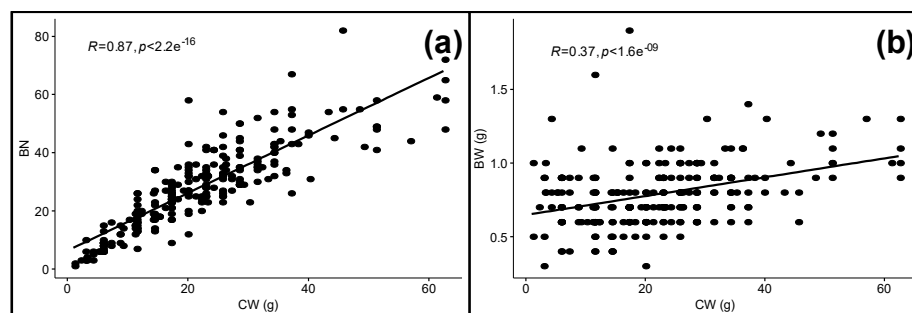 (a)
R=0.87, p<2.2e-16
80
60
40
20
0
BN
0 20 40 60
CW (g)
(b)
R=0.37, p<1.6e-09
1.5
1.0
0.5
BW (g)
0 20 40 60
CW (g)